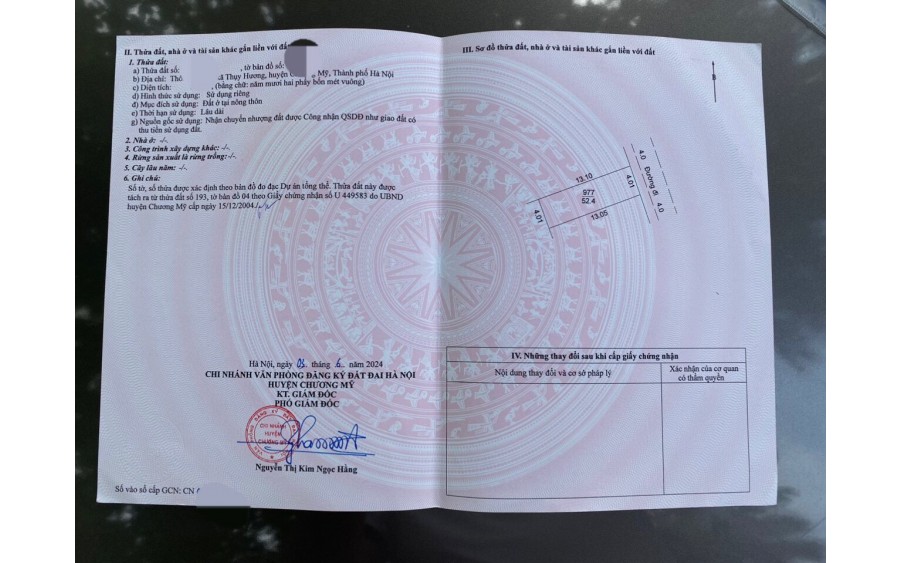 II. Thửa đất, nhà ở và tài sản khác gắn liền với đất
1. Thửa đất:
a) Thửa đất số: , tờ bản đồ số:
b) Địa chỉ: Thô Thụy Hương, huyện C Mỹ, Thành phố Hà Nội
c) Diện tích: , (bằng chữ: năm mươi hai phẩy bốn mét vuông)
d) Hình thức sử dụng: Sử dụng riêng
đ) Mục đích sử dụng: Đất ở tại nông thôn
e) Thời hạn sử dụng: Lâu dài
g) Nguồn gốc sử dụng: Nhận chuyển nhượng đất được Công nhận QSDĐ như giao đất có
thu tiền sử dụng đất.
2. Nhà ở: -/-
3. Công trình xây dựng khác: -/-
4. Rừng sản xuất là rừng trồng: -/-
5. Cây lâu năm: -/-
6. Ghi chú:
Số tờ, số thửa được xác định theo bản đồ đo đạc Dự án tổng thể. Thửa đất này được
tách ra từ thửa đất số 193, tờ bản đồ 04 theo Giấy chứng nhận số U 449583 do UBND
huyện Chương Mỹ cấp ngày 15/12/2004./.
Hà Nội, ngày 03 tháng 6 năm 2024
CHI NHÁNH VĂN PHÒNG ĐĂNG KÝ ĐẤT ĐAI HÀ NỘI
HUYỆN CHƯƠNG MỸ
KT. GIÁM ĐỐC
PHÓ GIÁM ĐỐC
CHI NHÁNH
HUYỆN
CHƯƠNG MỸ
Nguyễn Thị Kim Ngọc Hằng
Số vào sổ cấp GCN: CN
III. Sơ đồ thửa đất, nhà ở và tài sản khác gắn liền với đất
4.0
Đường đi
4.0
13.10
4.01
977
52.4
4.01
13.05
IV. Những thay đổi sau khi cấp giấy chứng nhận
Nội dung thay đổi và cơ sở pháp lý
Xác nhận của cơ quan
có thẩm quyền